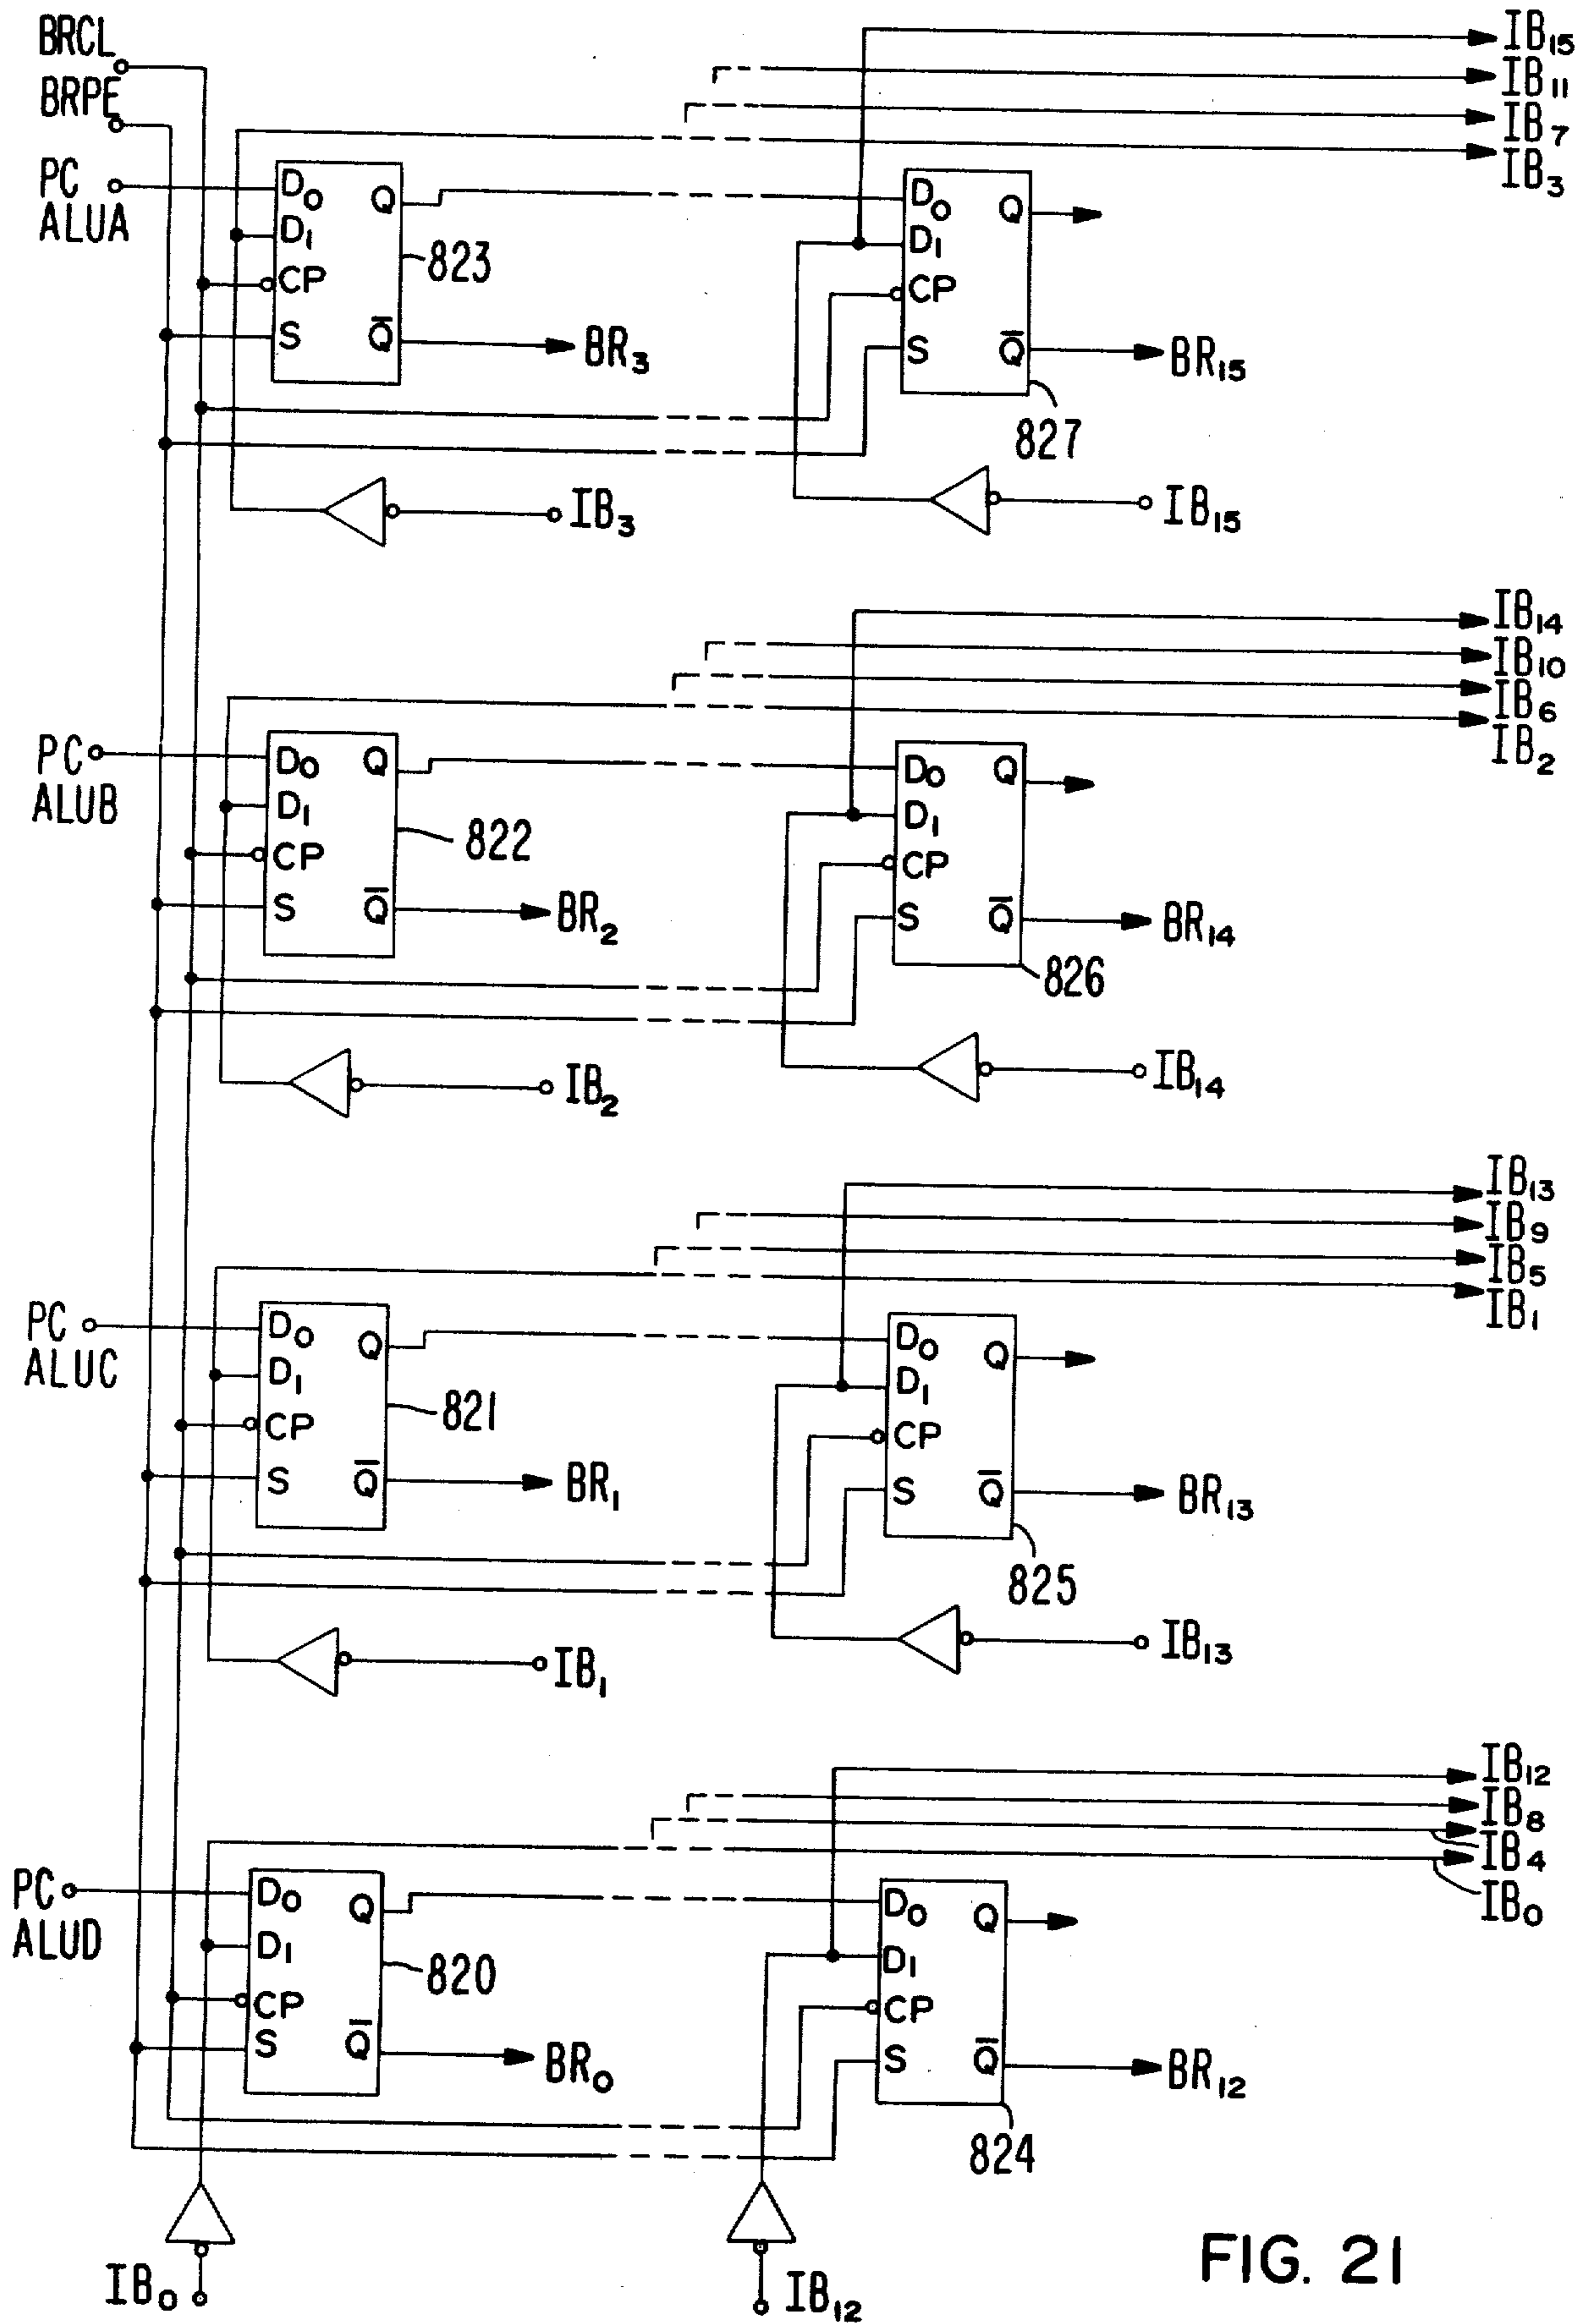 BRCL
BRPE
PC
ALUA
D₀ Q
D₁
CP
S Q̅
823
BR₃
D₀ Q
D₁
CP
S Q̅
827
BR₁₅
IB₁₅
IB₁₁
IB₇
IB₃
IB₃
IB₁₅
PC
ALUB
D₀ Q
D₁
CP
S Q̅
822
BR₂
D₀ Q
D₁
CP
S Q̅
826
BR₁₄
IB₁₄
IB₁₀
IB₆
IB₂
IB₂
IB₁₄
PC
ALUC
D₀ Q
D₁
CP
S Q̅
821
BR₁
D₀ Q
D₁
CP
S Q̅
825
BR₁₃
IB₁₃
IB₉
IB₅
IB₁
IB₁
IB₁₃
PC
ALUD
D₀ Q
D₁
CP
S Q̅
820
BR₀
D₀ Q
D₁
CP
S Q̅
824
BR₁₂
IB₁₂
IB₈
IB₄
IB₀
IB₀
IB₁₂
FIG. 21